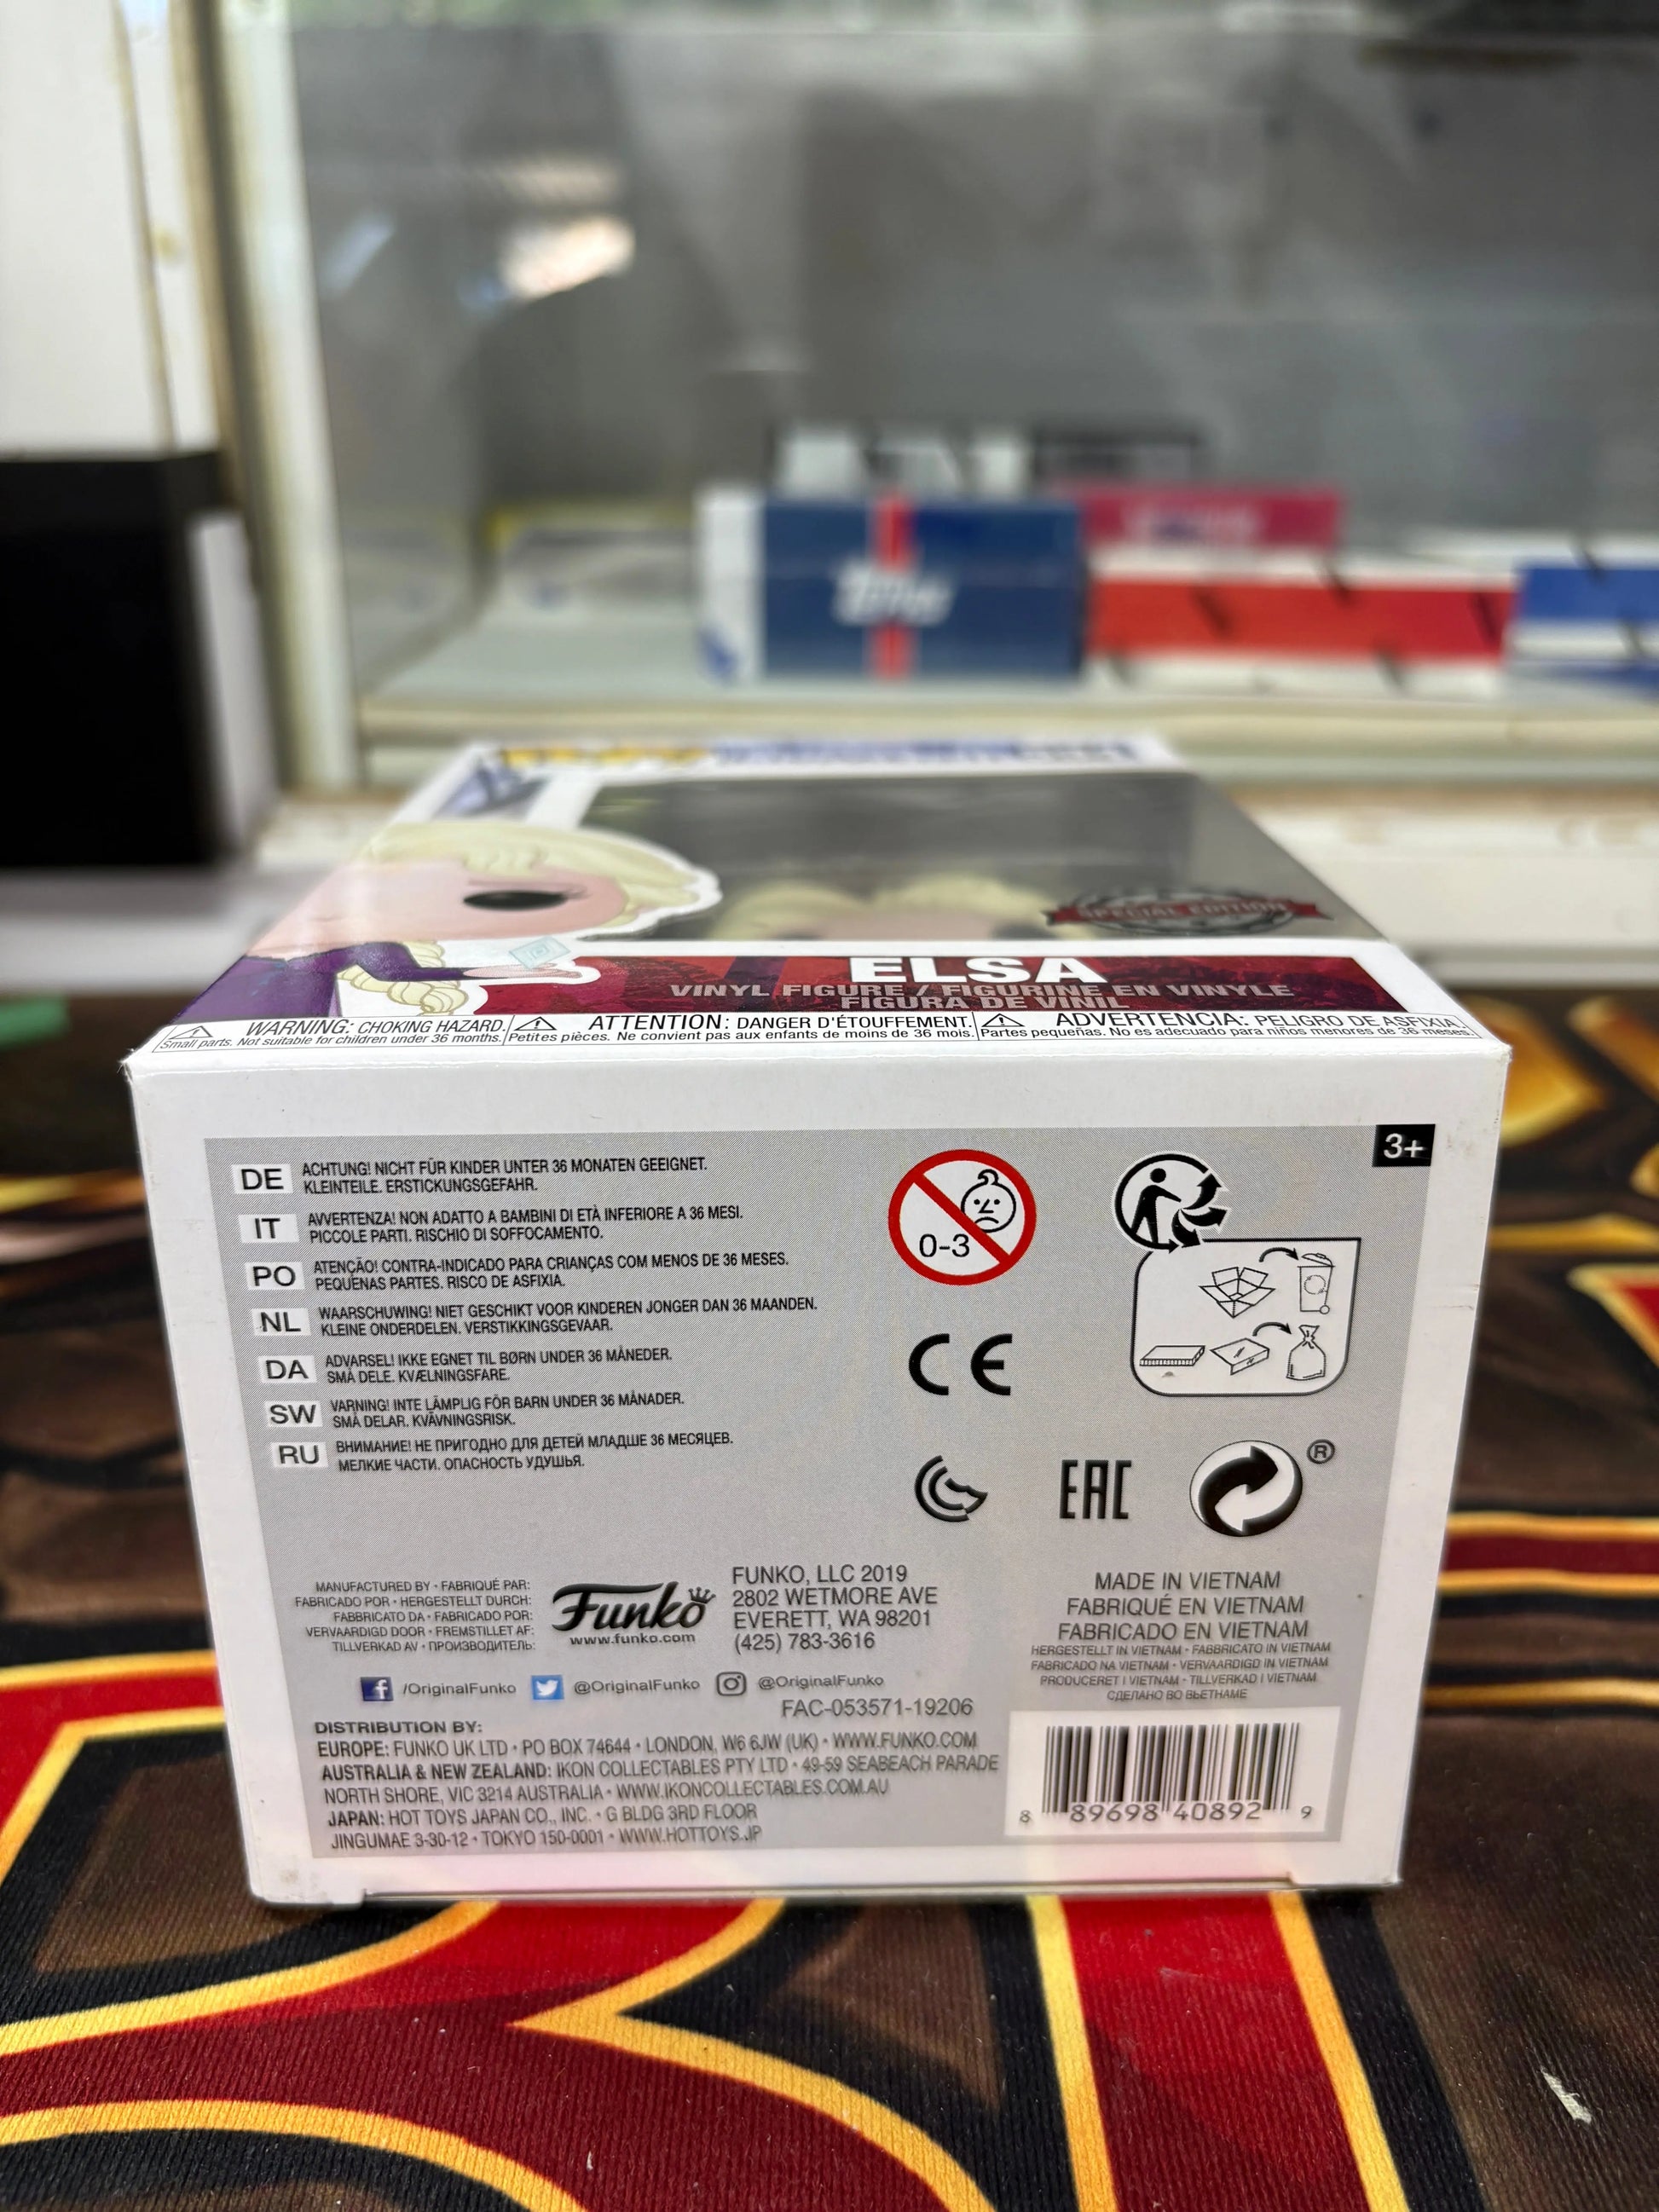 Topps
SPECIAL EDITION
ELSA
VINYL FIGURE / FIGURINE EN VINYLE
FIGURA DE VINIL
WARNING: CHOKING HAZARD.
Small parts. Not suitable for children under 36 months.
ATTENTION: DANGER D'ÉTOUFFEMENT.
Petites pièces. Ne convient pas aux enfants de moins de 36 mois.
ADVERTENCIA: PELIGRO DE ASFIXIA.
Partes pequeñas. No es adecuado para niños menores de 36 meses.
3+
DE ACHTUNG! NICHT FÜR KINDER UNTER 36 MONATEN GEEIGNET.
KLEINTEILE. ERSTICKUNGSGEFAHR.
IT AVVERTENZA! NON ADATTO A BAMBINI DI ETÀ INFERIORE A 36 MESI.
PICCOLE PARTI. RISCHIO DI SOFFOCAMENTO.
PO ATENÇÃO! CONTRA-INDICADO PARA CRIANÇAS COM MENOS DE 36 MESES.
PEQUENAS PARTES. RISCO DE ASFIXIA.
NL WAARSCHUWING! NIET GESCHIKT VOOR KINDEREN JONGER DAN 36 MAANDEN.
KLEINE ONDERDELEN. VERSTIKKINGSGEVAAR.
DA ADVARSEL! IKKE EGNET TIL BØRN UNDER 36 MÅNEDER.
SMÅ DELE. KVÆLNINGSFARE.
SW VARNING! INTE LÄMPLIG FÖR BARN UNDER 36 MÅNADER.
SMÅ DELAR. KVÄVNINGSRISK.
RU ВНИМАНИЕ! НЕ ПРИГОДНО ДЛЯ ДЕТЕЙ МЛАДШЕ 36 МЕСЯЦЕВ.
МЕЛКИЕ ЧАСТИ. ОПАСНОСТЬ УДУШЬЯ.
0-3
CE
EAC
®
MANUFACTURED BY • FABRIQUÉ PAR:
FABRICADO POR • HERGESTELLT DURCH:
FABBRICATO DA • FABRICADO POR:
VERVAARDIGD DOOR • FREMSTILLET AF:
TILLVERKAD AV • ПРОИЗВОДИТЕЛЬ:
Funko
www.funko.com
FUNKO, LLC 2019
2802 WETMORE AVE
EVERETT, WA 98201
(425) 783-3616
MADE IN VIETNAM
FABRIQUÉ EN VIETNAM
FABRICADO EN VIETNAM
HERGESTELLT IN VIETNAM • FABBRICATO IN VIETNAM
FABRICADO NA VIETNAM • VERVAARDIGD IN VIETNAM
PRODUCERET I VIETNAM • TILLVERKAD I VIETNAM
СДЕЛАНО ВО ВЬЕТНАМЕ
f /OriginalFunko @OriginalFunko @OriginalFunko
FAC-053571-19206
DISTRIBUTION BY:
EUROPE: FUNKO UK LTD • PO BOX 74644 • LONDON, W6 6JW (UK) • WWW.FUNKO.COM
AUSTRALIA & NEW ZEALAND: IKON COLLECTABLES PTY LTD • 49-59 SEABEACH PARADE
NORTH SHORE, VIC 3214 AUSTRALIA • WWW.IKONCOLLECTABLES.COM.AU
JAPAN: HOT TOYS JAPAN CO., INC. • G BLDG 3RD FLOOR
JINGUMAE 3-30-12 • TOKYO 150-0001 • WWW.HOTTOYS.JP
8 89698 40892 9